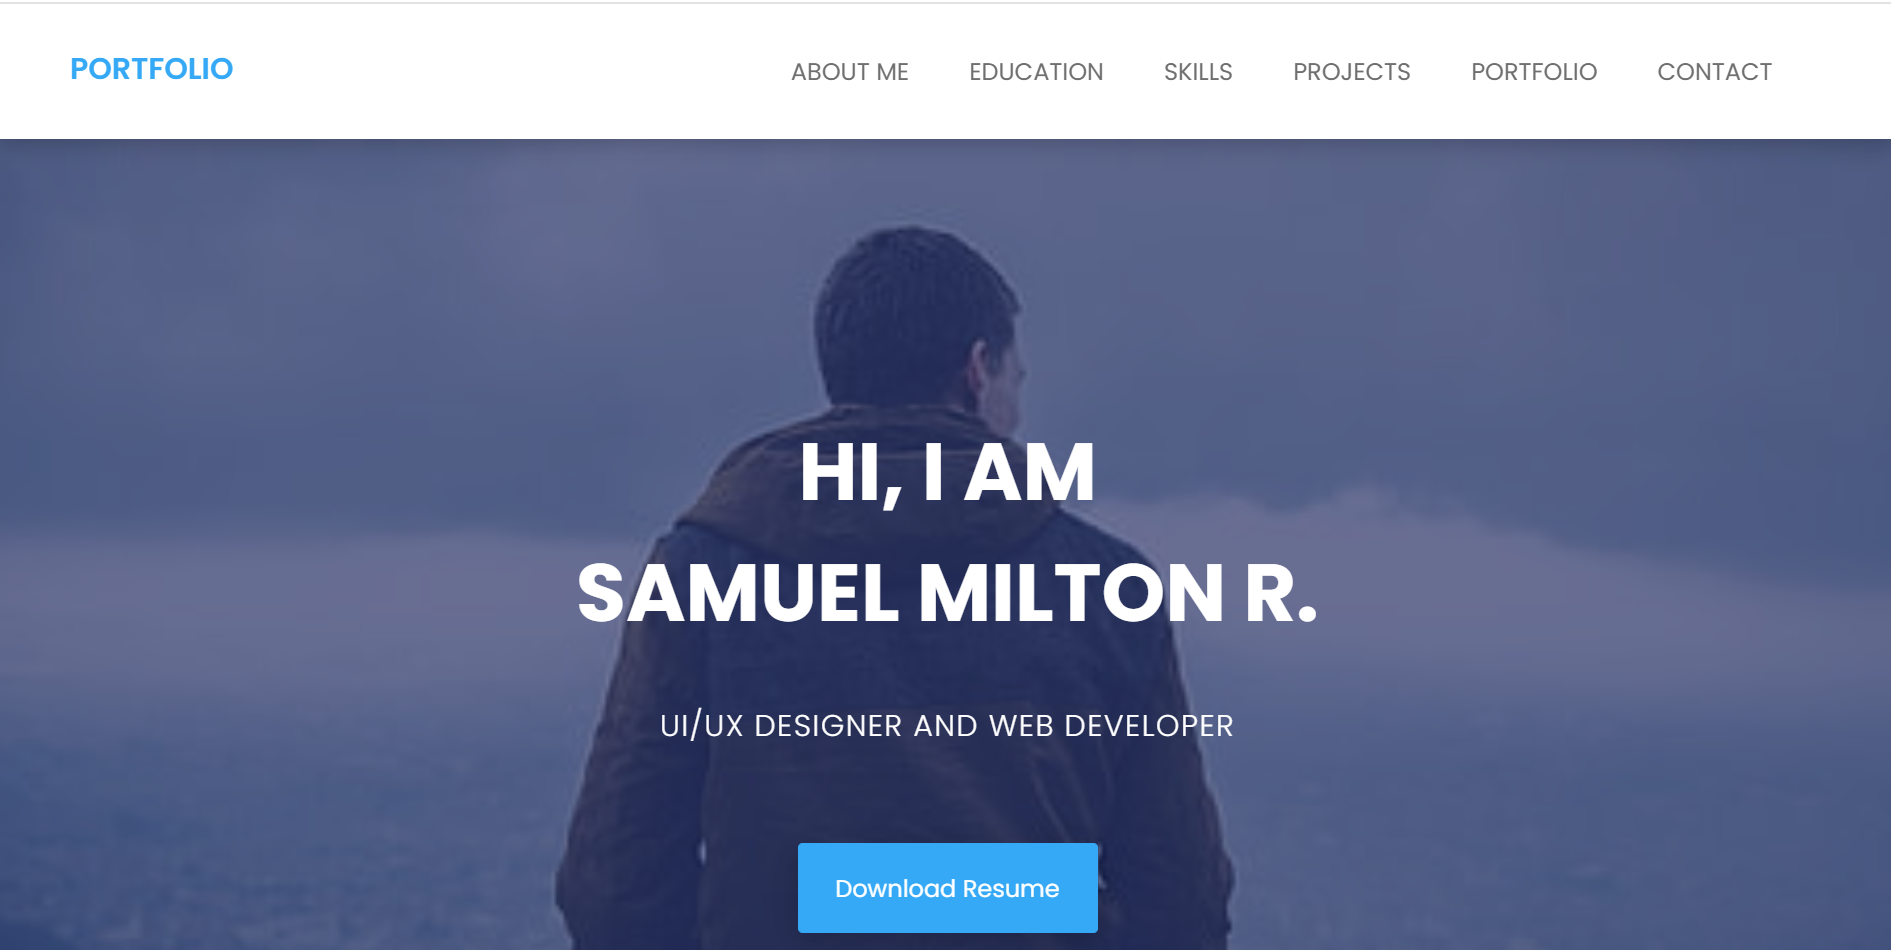 PORTFOLIO
ABOUT ME EDUCATION SKILLS PROJECTS PORTFOLIO CONTACT
HI, I AM
SAMUEL MILTON R.
UI/UX DESIGNER AND WEB DEVELOPER
Download Resume